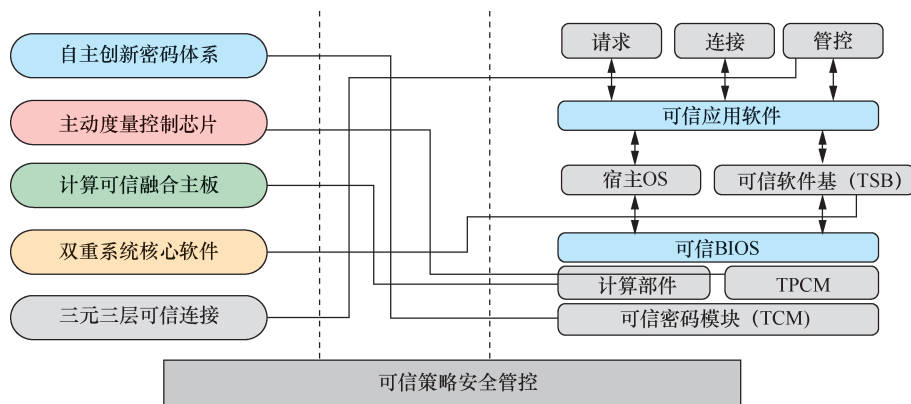 自主创新密码体系
主动度量控制芯片
计算可信融合主板
双重系统核心软件
三元三层可信连接
请求
连接
管控
可信应用软件
宿主OS
可信软件基（TSB）
可信BIOS
计算部件
TPCM
可信密码模块（TCM）
可信策略安全管控